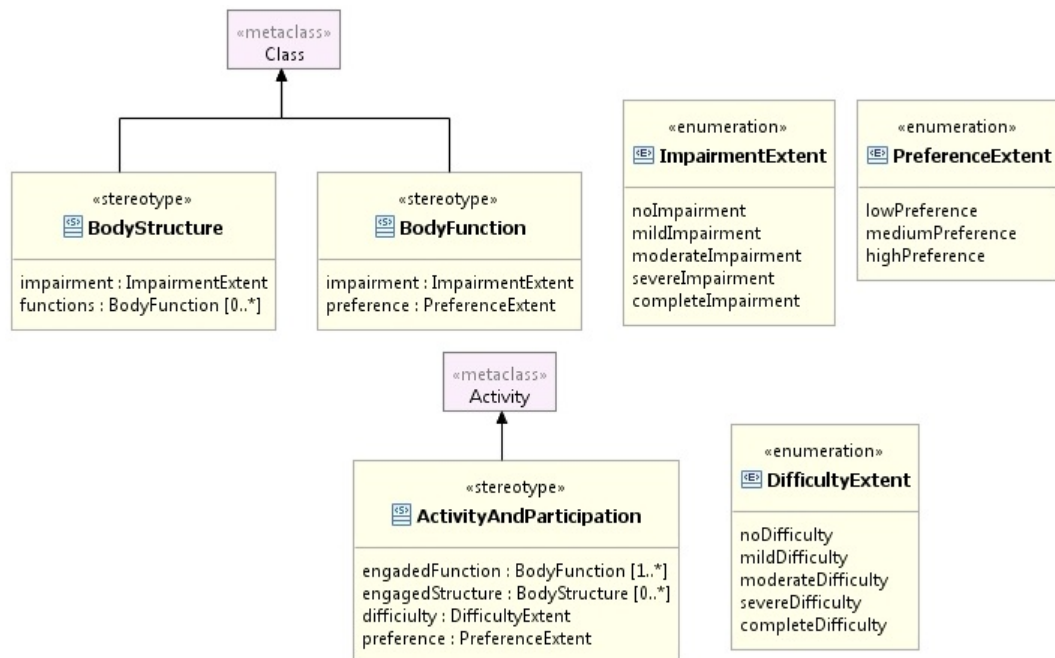 «metaclass»
Class
«stereotype»
BodyStructure
impairment : ImpairmentExtent
functions : BodyFunction [0..*]
«stereotype»
BodyFunction
impairment : ImpairmentExtent
preference : PreferenceExtent
«enumeration»
ImpairmentExtent
noImpairment
mildImpairment
moderateImpairment
severeImpairment
completeImpairment
«enumeration»
PreferenceExtent
lowPreference
mediumPreference
highPreference
«metaclass»
Activity
«stereotype»
ActivityAndParticipation
engadedFunction : BodyFunction [1..*]
engagedStructure : BodyStructure [0..*]
difficiulty : DifficultyExtent
preference : PreferenceExtent
«enumeration»
DifficultyExtent
noDifficulty
mildDifficulty
moderateDifficulty
severeDifficulty
completeDifficulty